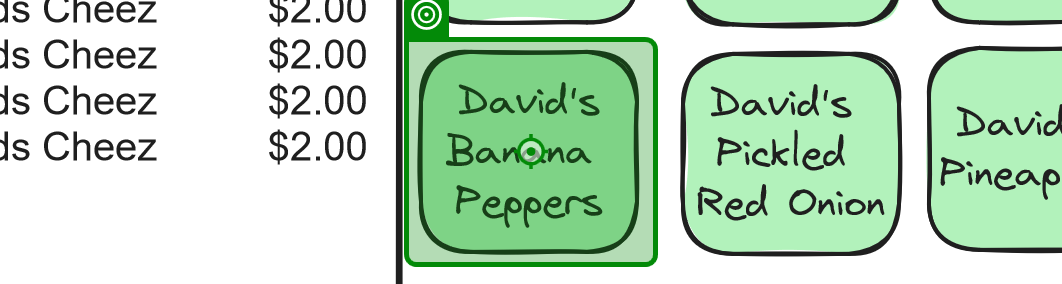 ds Cheez $2.00
ds Cheez $2.00
ds Cheez $2.00
ds Cheez $2.00
David's
Banana
Peppers
David's
Pickled
Red Onion
David
Pineap